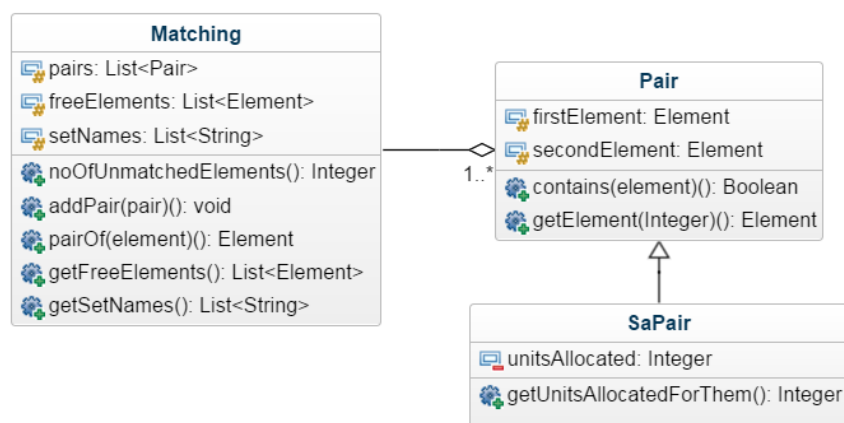 Matching
pairs: List<Pair>
freeElements: List<Element>
setNames: List<String>
noOfUnmatchedElements(): Integer
addPair(pair)(): void
pairOf(element)(): Element
getFreeElements(): List<Element>
getSetNames(): List<String>
1..*
Pair
firstElement: Element
secondElement: Element
contains(element)(): Boolean
getElement(Integer)(): Element
SaPair
unitsAllocated: Integer
getUnitsAllocatedForThem(): Integer